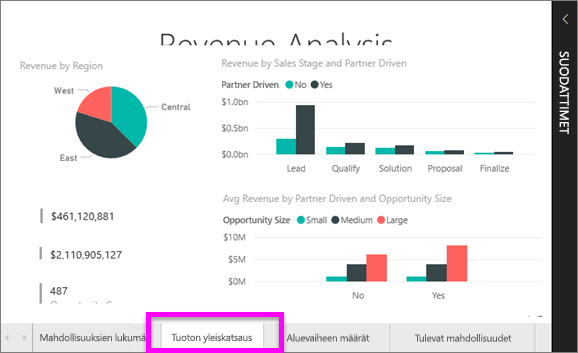 Revenue Analysis
Revenue by Region
West
Central
East
$461,120,881
$2,110,905,127
487
Revenue by Sales Stage and Partner Driven
Partner Driven No Yes
$1.0bn
$0.5bn
$0.0bn
Lead Qualify Solution Proposal Finalize
Avg Revenue by Partner Driven and Opportunity Size
Opportunity Size Small Medium Large
$10M
$5M
$0M
No Yes
SUODATTIMET
Mahdollisuuksien lukumä Tuoton yleiskatsaus Aluevaiheen määrät Tulevat mahdollisuudet